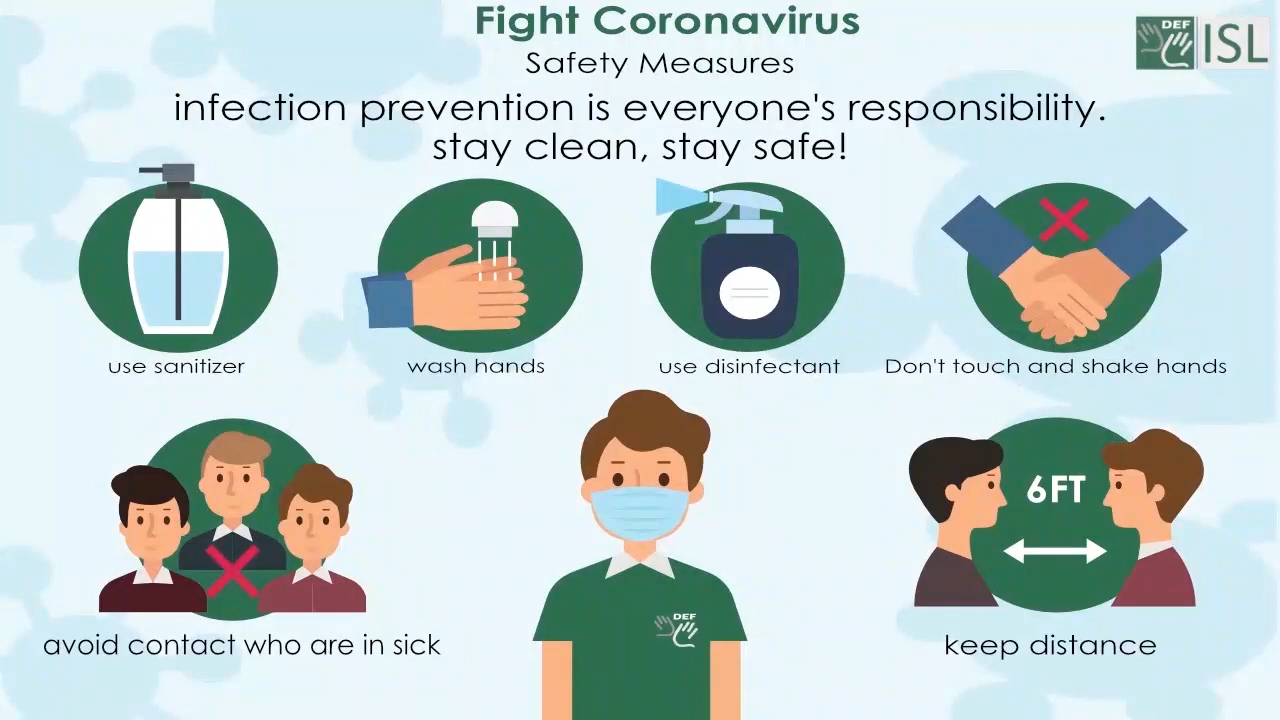 Fight Coronavirus
DEF
ISL
Safety Measures
infection prevention is everyone's responsibility.
stay clean, stay safe!
use sanitizer
wash hands
use disinfectant
Don't touch and shake hands
6FT
DEF
avoid contact who are in sick
keep distance